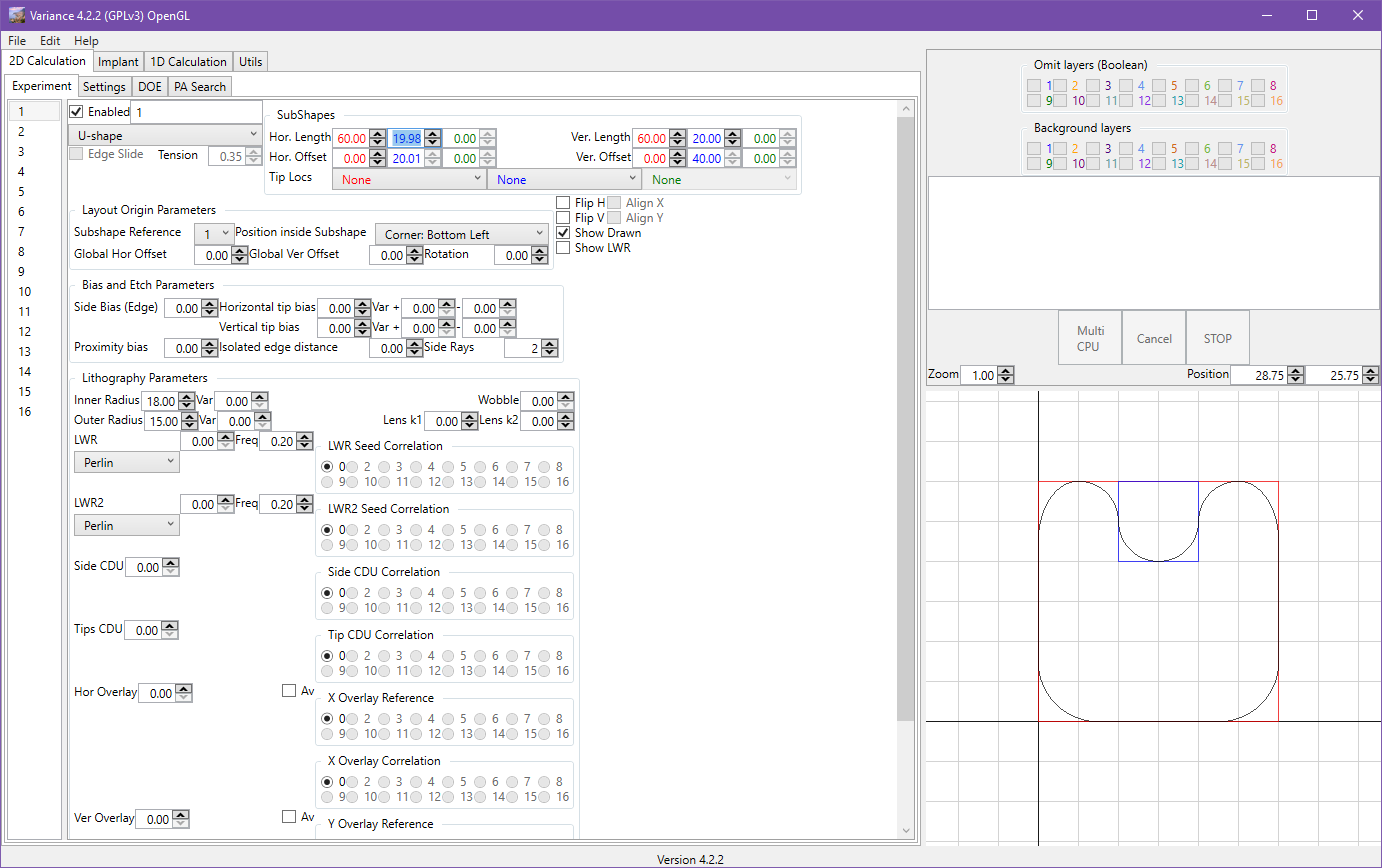 Variance 4.2.2 (GPLv3) OpenGL
File Edit Help
2D Calculation Implant 1D Calculation Utils
Experiment Settings DOE PA Search
1
2
3
4
5
6
7
8
9
10
11
12
13
14
15
16
Enabled 1
U-shape
Edge Slide Tension 0.35
SubShapes
Hor. Length 60.00 19.98 0.00 Ver. Length 60.00 20.00 0.00
Hor. Offset 0.00 20.01 0.00 Ver. Offset 0.00 40.00 0.00
Tip Locs None None None
Layout Origin Parameters
Subshape Reference 1 Position inside Subshape Corner: Bottom Left
Global Hor Offset 0.00 Global Ver Offset 0.00 Rotation 0.00
Flip H Align X
Flip V Align Y
Show Drawn
Show LWR
Bias and Etch Parameters
Side Bias (Edge) 0.00 Horizontal tip bias 0.00 Var + 0.00 - 0.00
Vertical tip bias 0.00 Var + 0.00 - 0.00
Proximity bias 0.00 Isolated edge distance 0.00 Side Rays 2
Lithography Parameters
Inner Radius 18.00 Var 0.00 Wobble 0.00
Outer Radius 15.00 Var 0.00 Lens k1 0.00 Lens k2 0.00
LWR 0.00 Freq 0.20
Perlin
LWR Seed Correlation
0 2 3 4 5 6 7 8
9 10 11 12 13 14 15 16
LWR2 0.00 Freq 0.20
Perlin
LWR2 Seed Correlation
0 2 3 4 5 6 7 8
9 10 11 12 13 14 15 16
Side CDU 0.00
Side CDU Correlation
0 2 3 4 5 6 7 8
9 10 11 12 13 14 15 16
Tips CDU 0.00
Tip CDU Correlation
0 2 3 4 5 6 7 8
9 10 11 12 13 14 15 16
Hor Overlay 0.00 Av
X Overlay Reference
0 2 3 4 5 6 7 8
9 10 11 12 13 14 15 16
X Overlay Correlation
0 2 3 4 5 6 7 8
9 10 11 12 13 14 15 16
Ver Overlay 0.00 Av
Y Overlay Reference
Omit layers (Boolean)
1 2 3 4 5 6 7 8
9 10 11 12 13 14 15 16
Background layers
1 2 3 4 5 6 7 8
9 10 11 12 13 14 15 16
Multi CPU
Cancel
STOP
Zoom 1.00 Position 28.75 25.75
Version 4.2.2